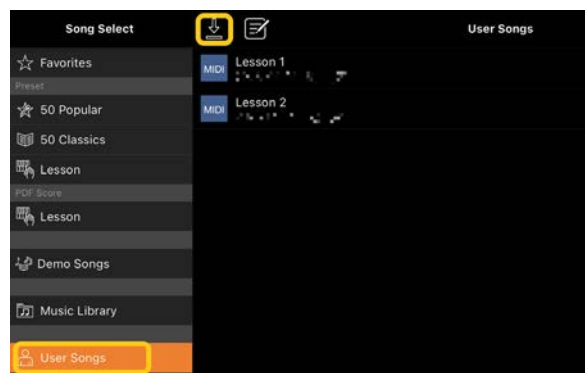 Song Select
User Songs
Favorites
Preset
50 Popular
50 Classics
Lesson
PDF Score
Lesson
Demo Songs
Music Library
User Songs
MIDI
Lesson 1
MIDI
Lesson 2